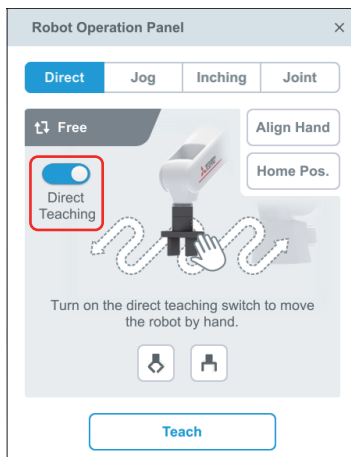 Robot Operation Panel
Direct
Jog
Inching
Joint
Free
Align Hand
Home Pos.
Direct
Teaching
Turn on the direct teaching switch to move
the robot by hand.
Teach